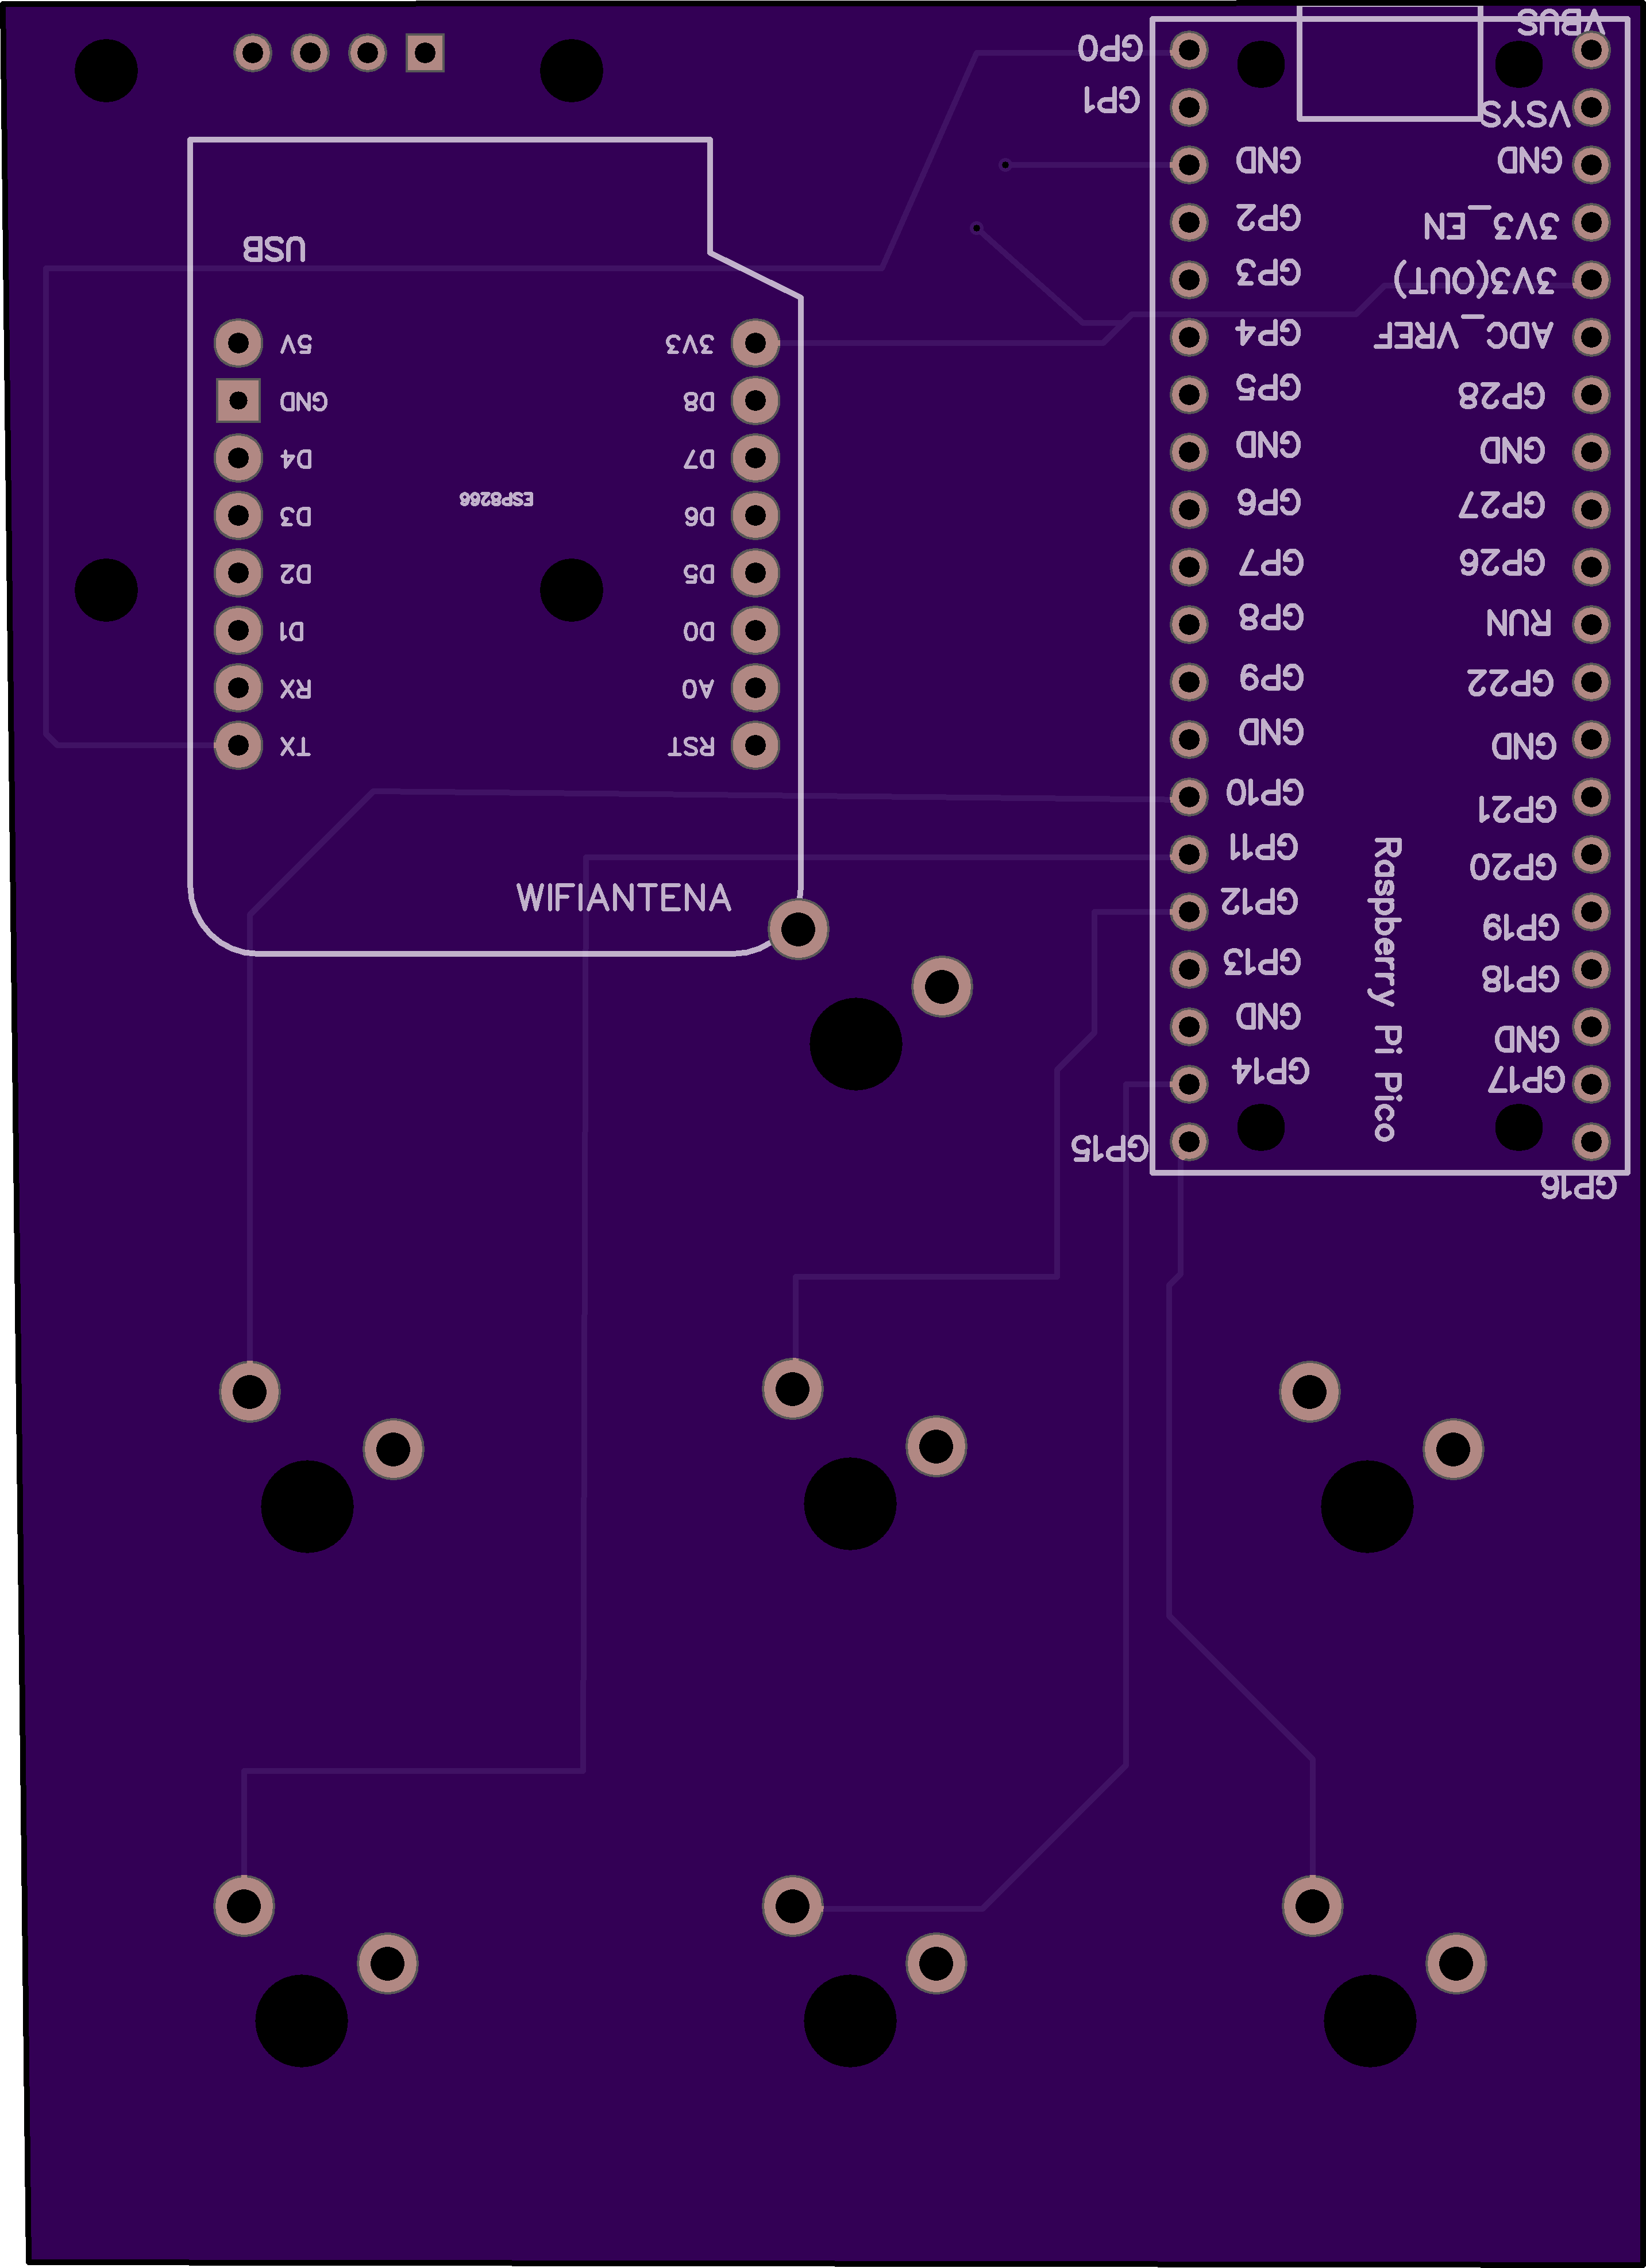 VBUS
GP0
GP1
VSYS
GND
GND
GP2
3V3_EN
USB
GP3
3V3(OUT)
5V
3V3
GP4
ADC_VREF
GND
D8
GP5
GP28
D4
D7
GND
GND
ESP8266
GP6
GP27
D3
D6
GP7
GP26
D2
D5
GP8
RUN
D1
D0
GP9
GP22
RX
A0
GND
GND
TX
RST
GP10
GP21
GP11
GP20
WIFIANTENA
GP12
GP19
GP13
GP18
GND
GND
GP14
GP17
Raspberry Pi Pico
GP15
GP16